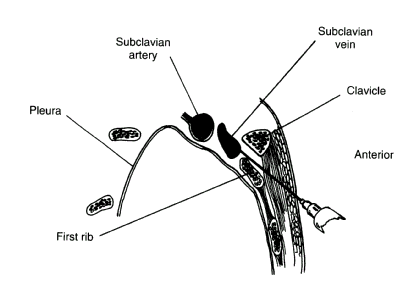 Subclavian
artery
Subclavian
vein
Clavicle
Pleura
Anterior
First rib